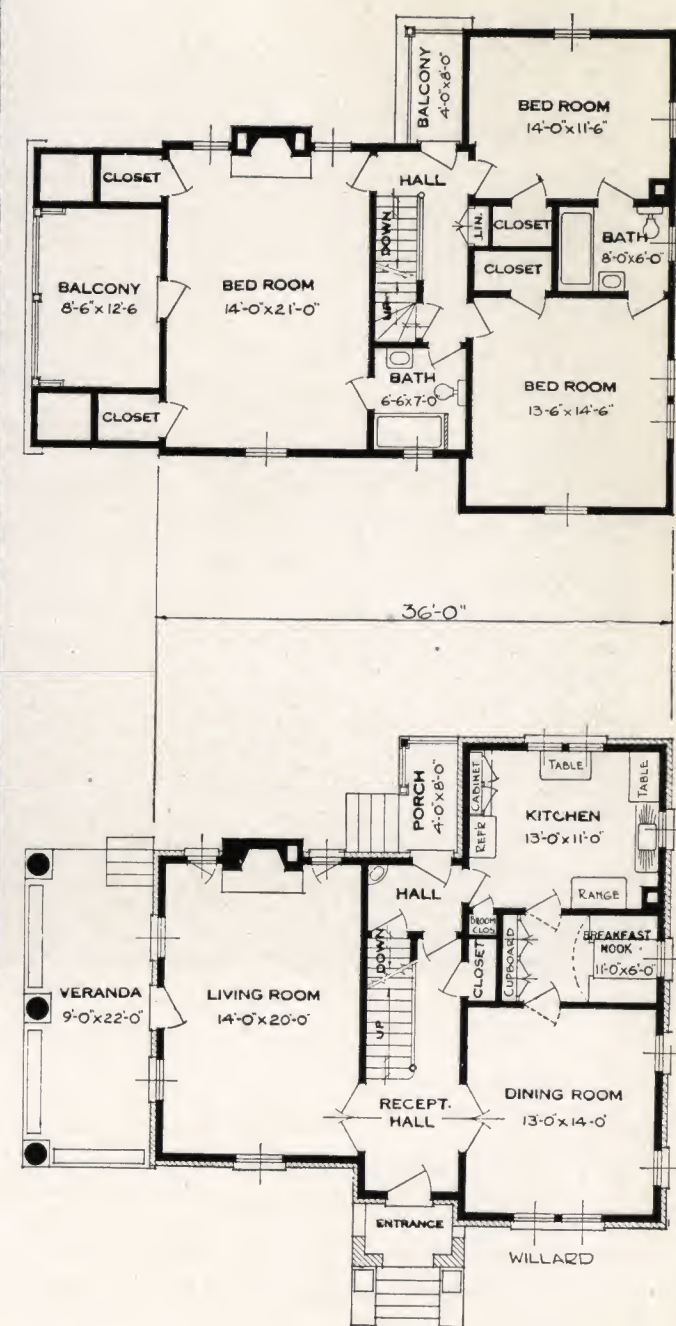 BALCONY
4'-0"x8'-0"
BED ROOM
14'-0"x11'-6"
CLOSET
HALL
DOWN
UP
LIN.
CLOSET
CLOSET
BATH
8'-0"x6'-0"
BALCONY
8'-6"x12'-6
BED ROOM
14'-0"x21'-0"
BATH
6'-6"x7'-0"
BED ROOM
13'-6"x14'-6"
CLOSET
36'-0"
PORCH
4'-0"x8'-0"
CABINET
REF'R
TABLE
TABLE
KITCHEN
13'-0"x11'-0"
RANGE
HALL
BROOM
CLOS.
CLOSET
CUPBOARD
BREAKFAST
NOOK
11'-0"x6'-0"
DOWN
UP
VERANDA
9'-0"x22'-0"
LIVING ROOM
14'-0"x20'-0"
RECEPT.
HALL
DINING ROOM
13'-0"x14'-0
ENTRANCE
WILLARD